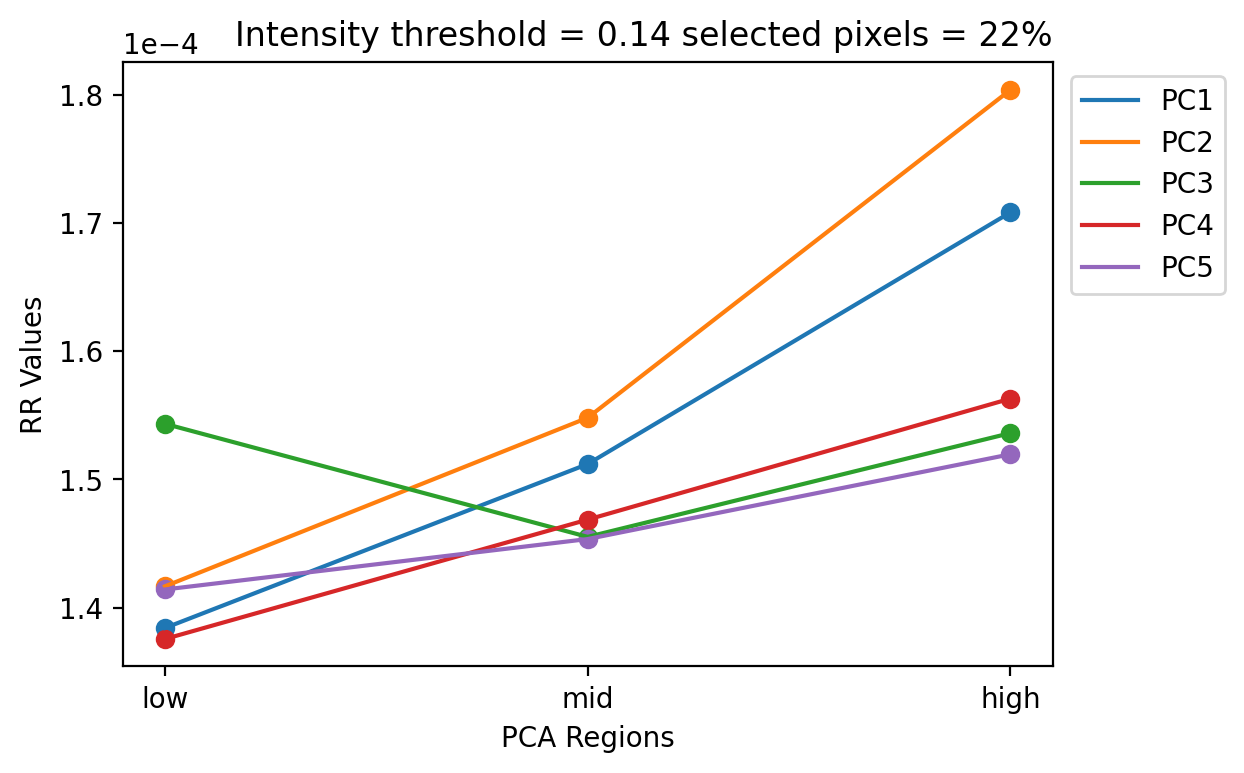 Intensity threshold = 0.14 selected pixels = 22%
1e−4
1.8
1.7
1.6
1.5
1.4
RR Values
low
mid
high
PCA Regions
PC1
PC2
PC3
PC4
PC5